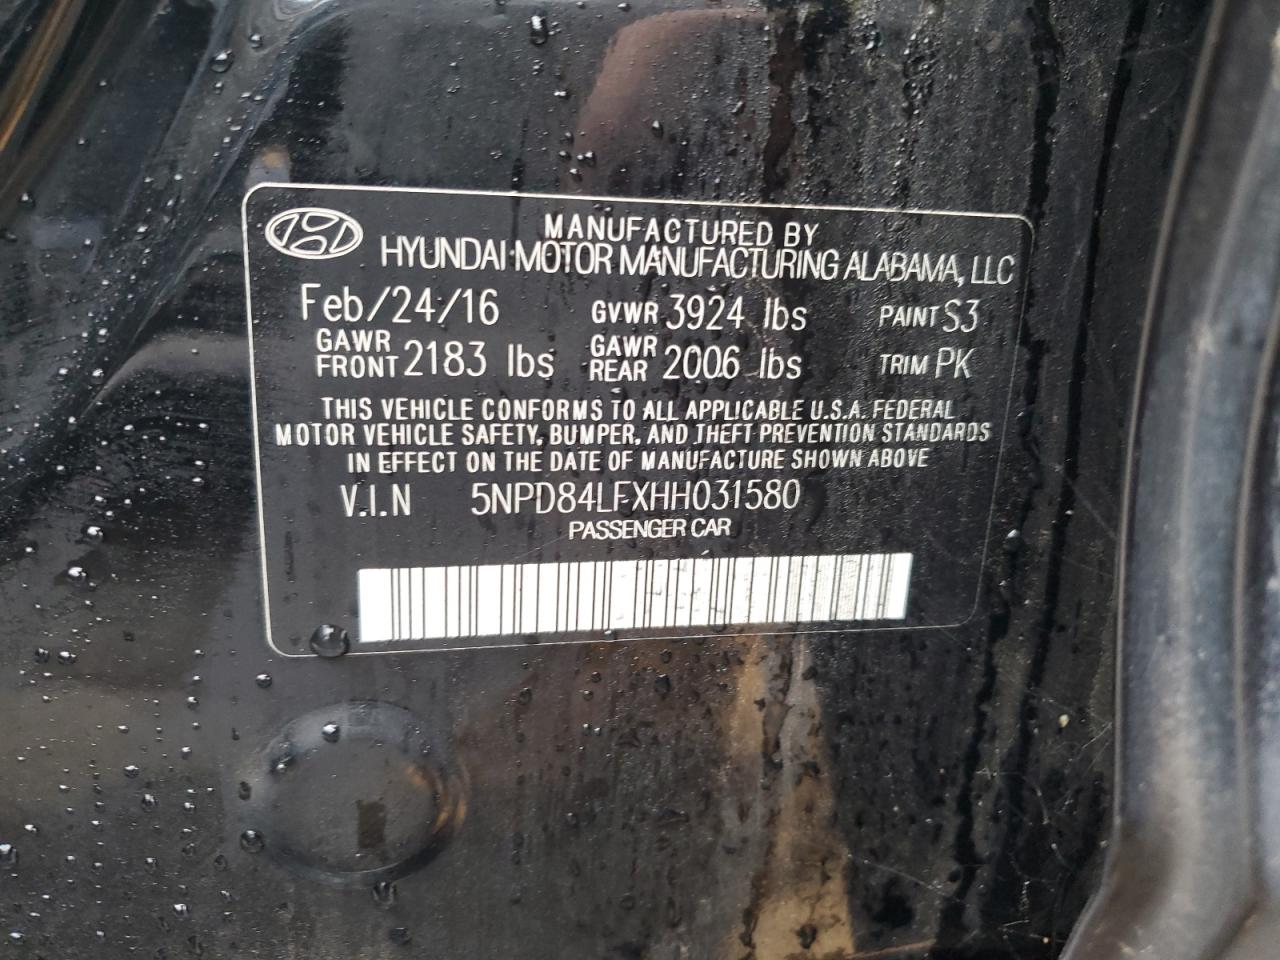 MANUFACTURED BY
HYUNDAI MOTOR MANUFACTURING ALABAMA, LLC
Feb/24/16 GVWR 3924 lbs PAINT S3
GAWR FRONT 2183 lbs GAWR REAR 2006 lbs TRIM PK
THIS VEHICLE CONFORMS TO ALL APPLICABLE U.S.A. FEDERAL
MOTOR VEHICLE SAFETY, BUMPER, AND THEFT PREVENTION STANDARDS
IN EFFECT ON THE DATE OF MANUFACTURE SHOWN ABOVE
V.I.N 5NPD84LFXHH031580
PASSENGER CAR